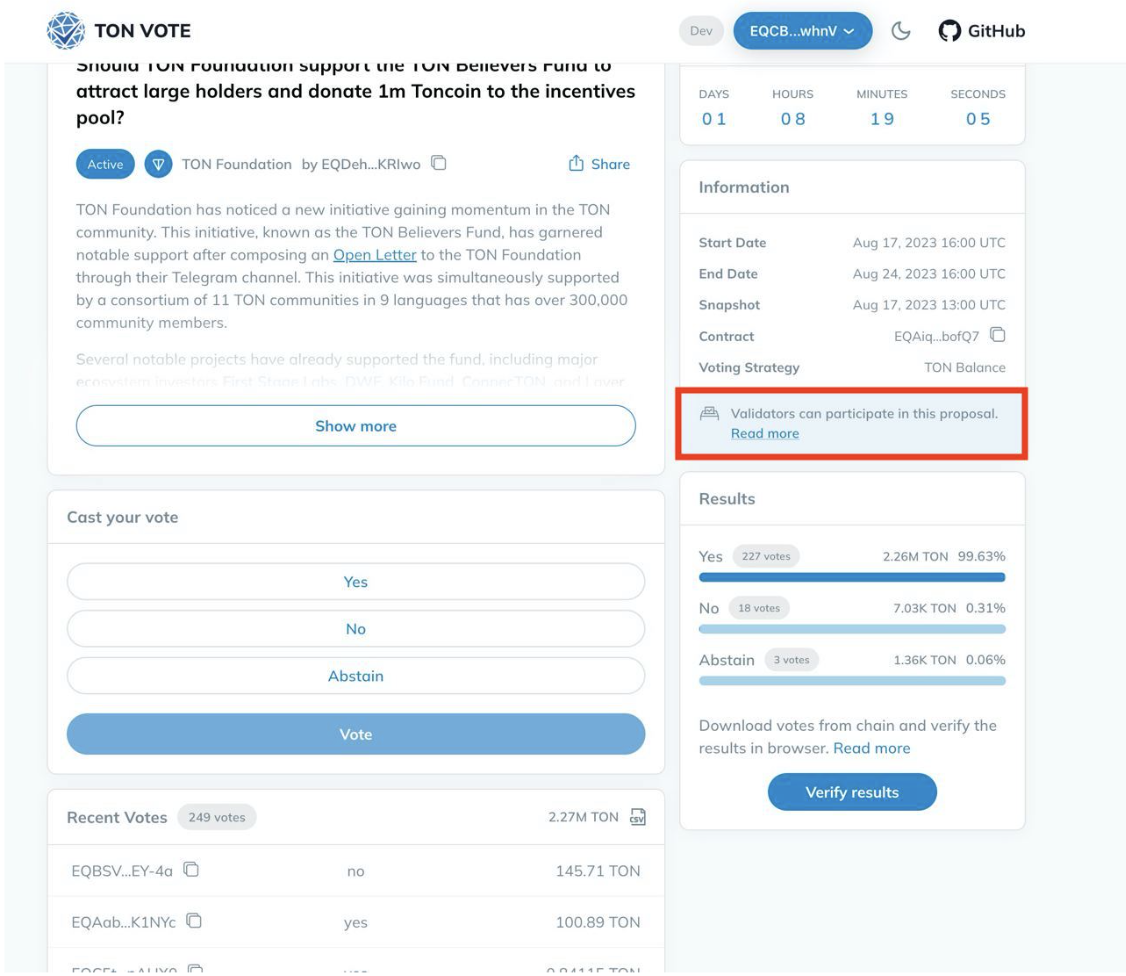 TON VOTE
Dev
EQCB...whnV
GitHub
Should TON Foundation support the TON Believers Fund to
attract large holders and donate 1m Toncoin to the incentives
pool?
Active
TON Foundation by EQDeh...KRIwo
Share
TON Foundation has noticed a new initiative gaining momentum in the TON
community. This initiative, known as the TON Believers Fund, has garnered
notable support after composing an Open Letter to the TON Foundation
through their Telegram channel. This initiative was simultaneously supported
by a consortium of 11 TON communities in 9 languages that has over 300,000
community members.
Several notable projects have already supported the fund, including major
ecosystem investors First Stage Labs, DWF, Kilo Fund, ConnorTON, and Layer
Show more
Cast your vote
Yes
No
Abstain
Vote
Recent Votes 249 votes 2.27M TON CSV
EQBSV...EY-4a no 145.71 TON
EQAab...K1NYc yes 100.89 TON
yes 0.84115 TON
DAYS HOURS MINUTES SECONDS
01 08 19 05
Information
Start Date Aug 17, 2023 16:00 UTC
End Date Aug 24, 2023 16:00 UTC
Snapshot Aug 17, 2023 13:00 UTC
Contract EQAiq...bofQ7
Voting Strategy TON Balance
Validators can participate in this proposal.
Read more
Results
Yes 227 votes 2.26M TON 99.63%
No 18 votes 7.03K TON 0.31%
Abstain 3 votes 1.36K TON 0.06%
Download votes from chain and verify the
results in browser. Read more
Verify results